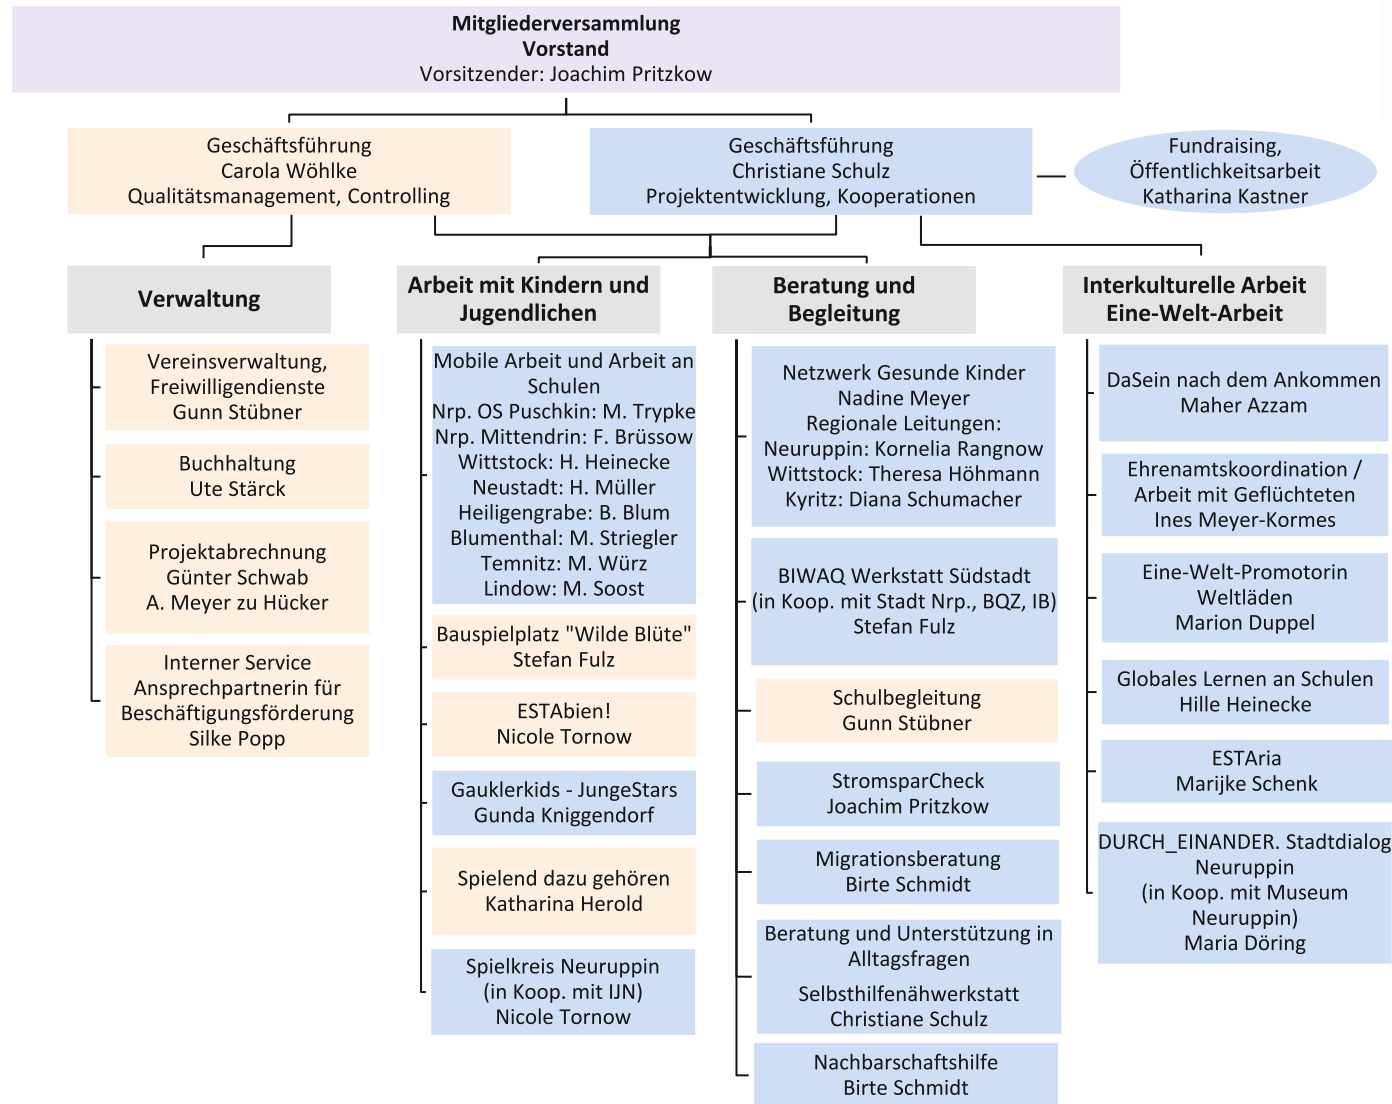 Mitgliederversammlung
Vorstand
Vorsitzender: Joachim Pritzkow
Geschäftsführung
Carola Wöhlke
Qualitätsmanagement, Controlling
Geschäftsführung
Christiane Schulz
Projektentwicklung, Kooperationen
Fundraising,
Öffentlichkeitsarbeit
Katharina Kastner
Verwaltung
Vereinsverwaltung,
Freiwilligendienste
Gunn Stübner
Buchhaltung
Ute Stärck
Projektabrechnung
Günter Schwab
A. Meyer zu Hücker
Interner Service
Ansprechpartnerin für
Beschäftigungsförderung
Silke Popp
Arbeit mit Kindern und
Jugendlichen
Mobile Arbeit und Arbeit an
Schulen
Nrp. OS Puschkin: M. Trypke
Nrp. Mittendrin: F. Brüssow
Wittstock: H. Heinecke
Neustadt: H. Müller
Heiligengrabe: B. Blum
Blumenthal: M. Striegler
Temnitz: M. Würz
Lindow: M. Soost
Bauspielplatz "Wilde Blüte"
Stefan Fulz
ESTAbien!
Nicole Tornow
Gauklerkids - JungeStars
Gunda Kniggendorf
Spielend dazu gehören
Katharina Herold
Spielkreis Neuruppin
(in Koop. mit IJN)
Nicole Tornow
Beratung und
Begleitung
Netzwerk Gesunde Kinder
Nadine Meyer
Regionale Leitungen:
Neuruppin: Kornelia Rangnow
Wittstock: Theresa Höhmann
Kyritz: Diana Schumacher
BIWAQ Werkstatt Südstadt
(in Koop. mit Stadt Nrp., BQZ, IB)
Stefan Fulz
Schulbegleitung
Gunn Stübner
StromsparCheck
Joachim Pritzkow
Migrationsberatung
Birte Schmidt
Beratung und Unterstützung in
Alltagsfragen
Selbsthilfenähwerkstatt
Christiane Schulz
Nachbarschaftshilfe
Birte Schmidt
Interkulturelle Arbeit
Eine-Welt-Arbeit
DaSein nach dem Ankommen
Maher Azzam
Ehrenamtskoordination /
Arbeit mit Geflüchteten
Ines Meyer-Kormes
Eine-Welt-Promotorin
Weltläden
Marion Duppel
Globales Lernen an Schulen
Hille Heinecke
ESTAria
Marijke Schenk
DURCH_EINANDER. Stadtdialog
Neuruppin
(in Koop. mit Museum
Neuruppin)
Maria Döring